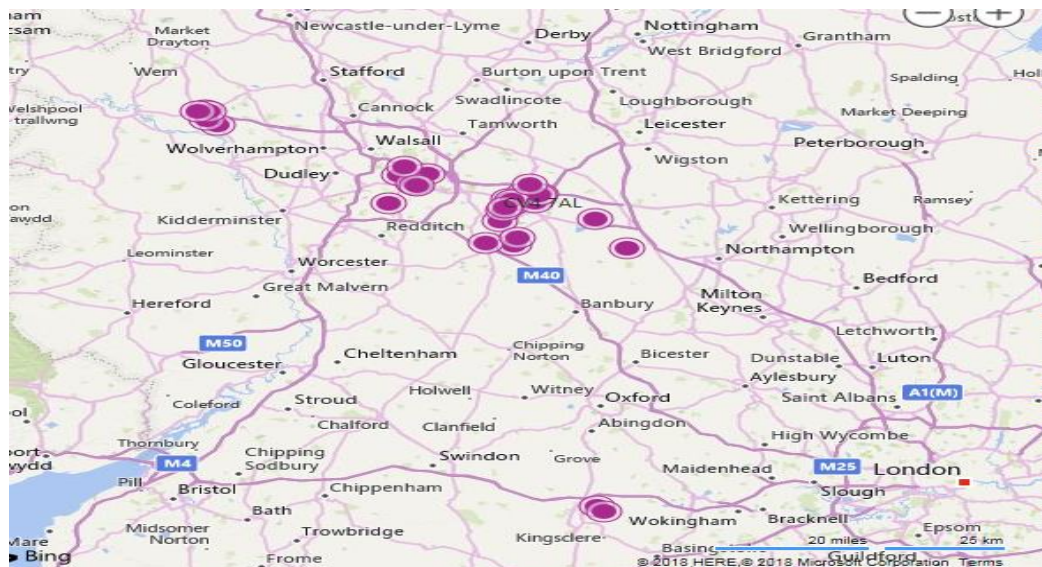 Newcastle-under-Lyme
Market
Drayton
Derby
Nottingham
West Bridgford
Grantham
Wem
Stafford
Burton upon Trent
Spalding
Cannock
Swadlincote
Loughborough
Market Deeping
Welshpool
trallwng
Tamworth
Walsall
Leicester
Wolverhampton
Peterborough
Wigston
Dudley
CV4 7AL
Kettering
Ramsey
Kidderminster
Redditch
Wellingborough
Leominster
Worcester
Northampton
M40
Bedford
Great Malvern
Hereford
Banbury
Milton
Keynes
Letchworth
M50
Chipping
Norton
Cheltenham
Bicester
Dunstable
Luton
Gloucester
Aylesbury
Holwell
Witney
A1(M)
Coleford
Stroud
Oxford
Saint Albans
Chalford
Clanfield
Abingdon
Thornbury
High Wycombe
M4
Chipping
Sodbury
Swindon
Grove
Maidenhead
M25
London
Pill
Bristol
Chippenham
Slough
Bath
Wokingham
Bracknell
Midsomer
Norton
Trowbridge
Kingsclere
Epsom
20 miles
25 km
Bing
Frome
Guildford
© 2018 HERE,© 2018 Microsoft Corporation Terms